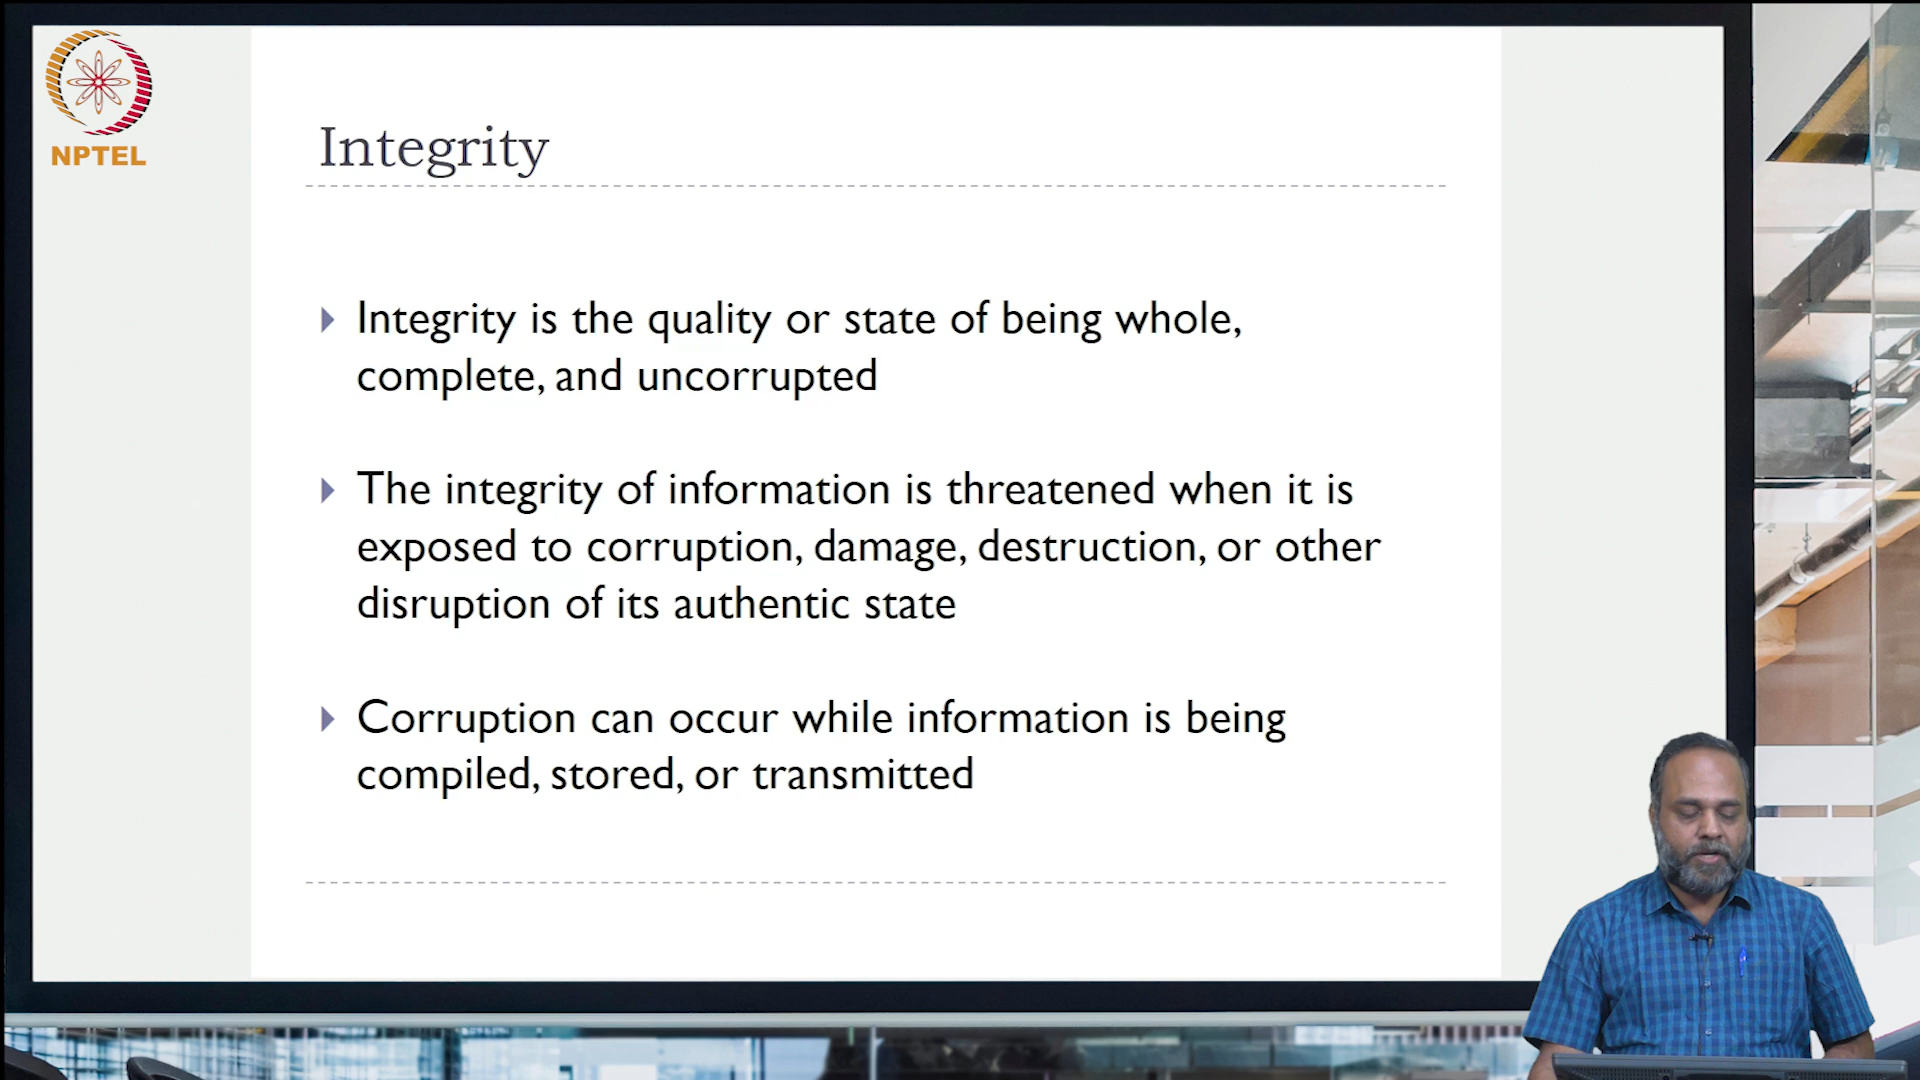 NPTEL
Integrity
Integrity is the quality or state of being whole,
complete, and uncorrupted
The integrity of information is threatened when it is
exposed to corruption, damage, destruction, or other
disruption of its authentic state
Corruption can occur while information is being
compiled, stored, or transmitted